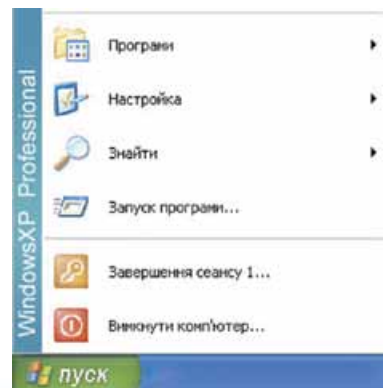 WindowsXP Professional
Програми
Настройка
Знайти
Запуск програми...
Завершення сеансу 1...
Вимкнути комп'ютер...
пуск